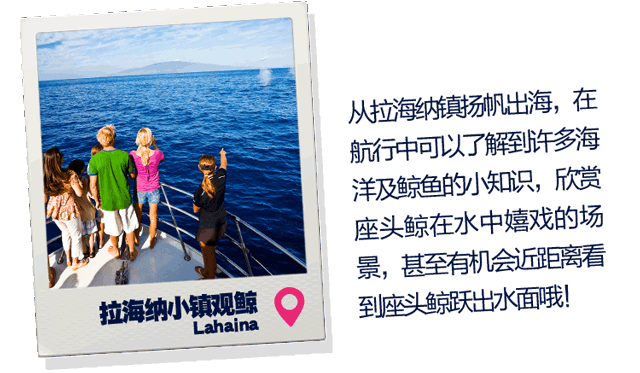 拉海纳小镇观鲸
Lahaina
从拉海纳镇扬帆出海，在
航行中可以了解到许多海
洋及鲸鱼的小知识，欣赏
座头鲸在水中嬉戏的场
景，甚至有机会近距离看
到座头鲸跃出水面哦！